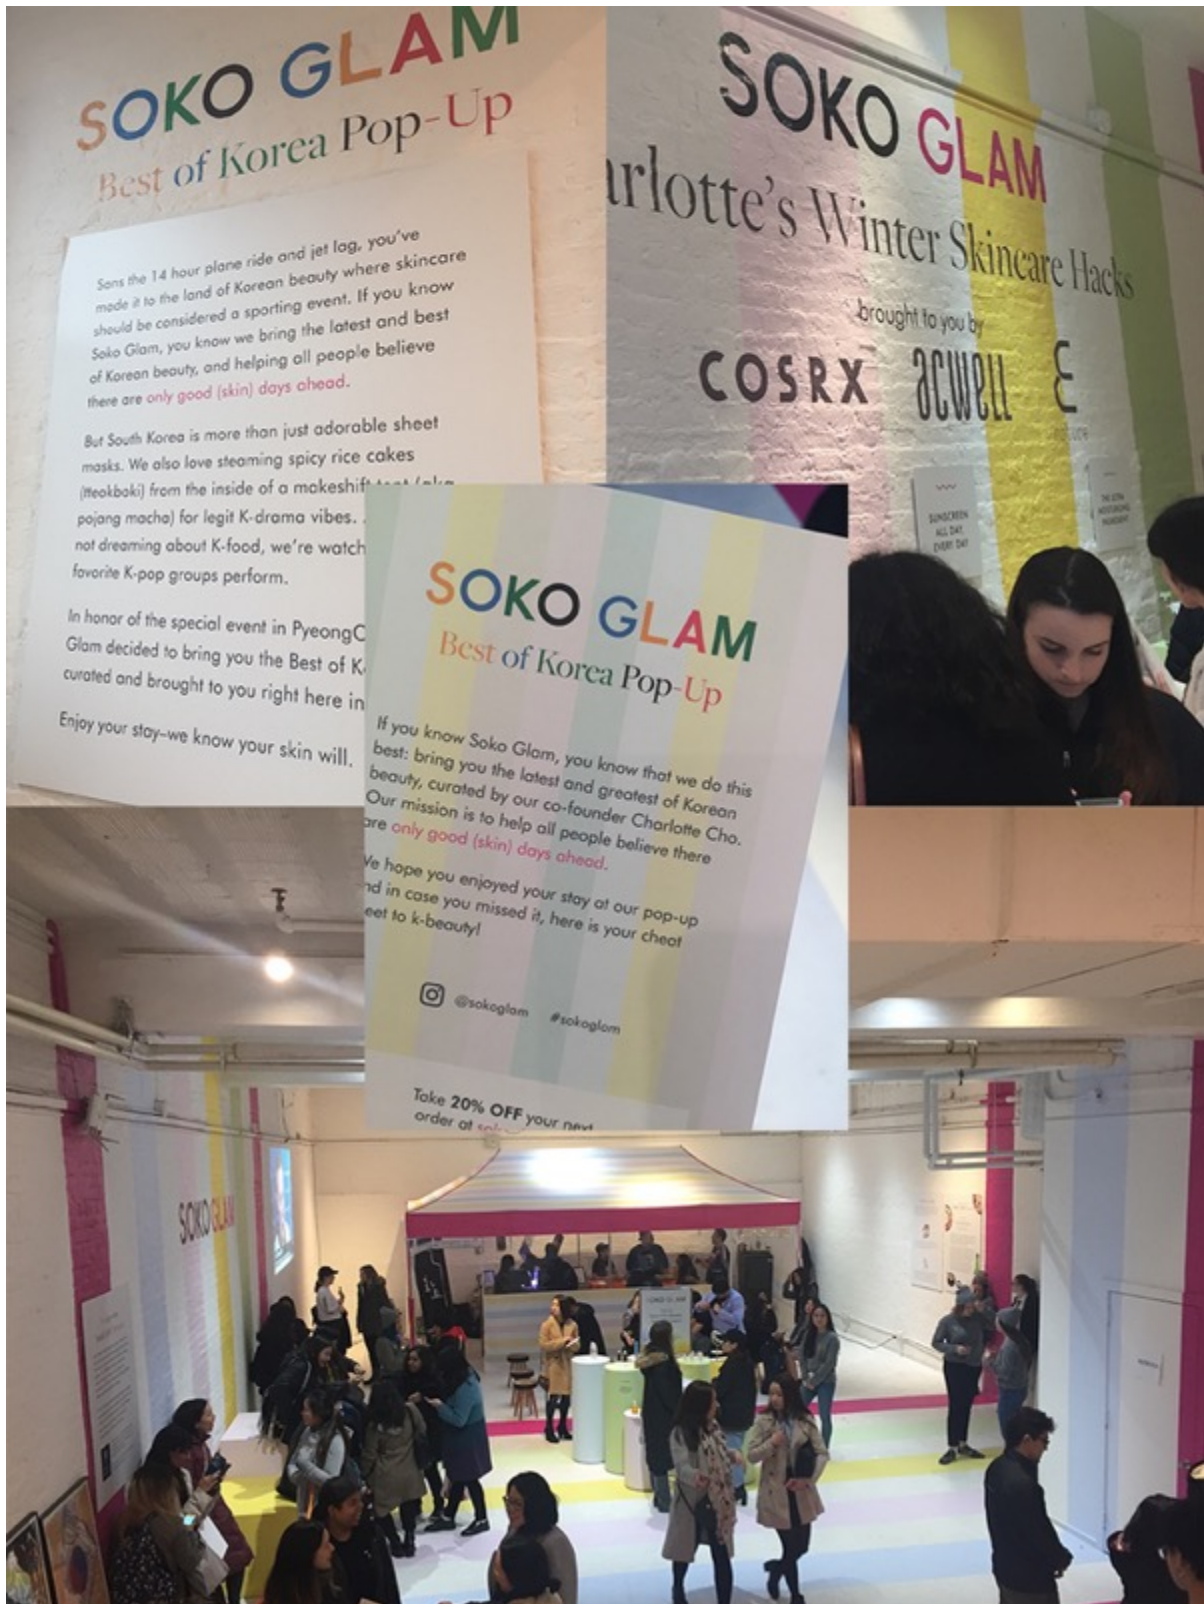 SOKO GLAM
Best of Korea Pop-Up
Sans the 14 hour plane ride and jet lag, you've
made it to the land of Korean beauty where skincare
should be considered a sporting event. If you know
Soko Glam, you know we bring the latest and best
of Korean beauty, and helping all people believe
there are only good (skin) days ahead.
But South Korea is more than just adorable sheet
masks. We also love steaming spicy rice cakes
(tteokboki) from the inside of a makeshift tent (aka
pojang macha) for legit K-drama vibes.
not dreaming about K-food, we're watch
favorite K-pop groups perform.
In honor of the special event in PyeongC
Glam decided to bring you the Best of K
curated and brought to you right here in
Enjoy your stay–we know your skin will.
SOKO GLAM
arlotte's Winter Skincare Hacks
brought to you by
COSRX acwell
SUNSCREEN
ALL DAY,
EVERY DAY
SOKO GLAM
Best of Korea Pop-Up
If you know Soko Glam, you know that we do this
best: bring you the latest and greatest of Korean
beauty, curated by our co-founder Charlotte Cho.
Our mission is to help all people believe there
are only good (skin) days ahead.
We hope you enjoyed your stay at our pop-up
nd in case you missed it, here is your cheat
eet to k-beauty!
@sokoglam #sokoglam
Take 20% OFF your next
order at
SOKO GLAM
SOKO GLAM